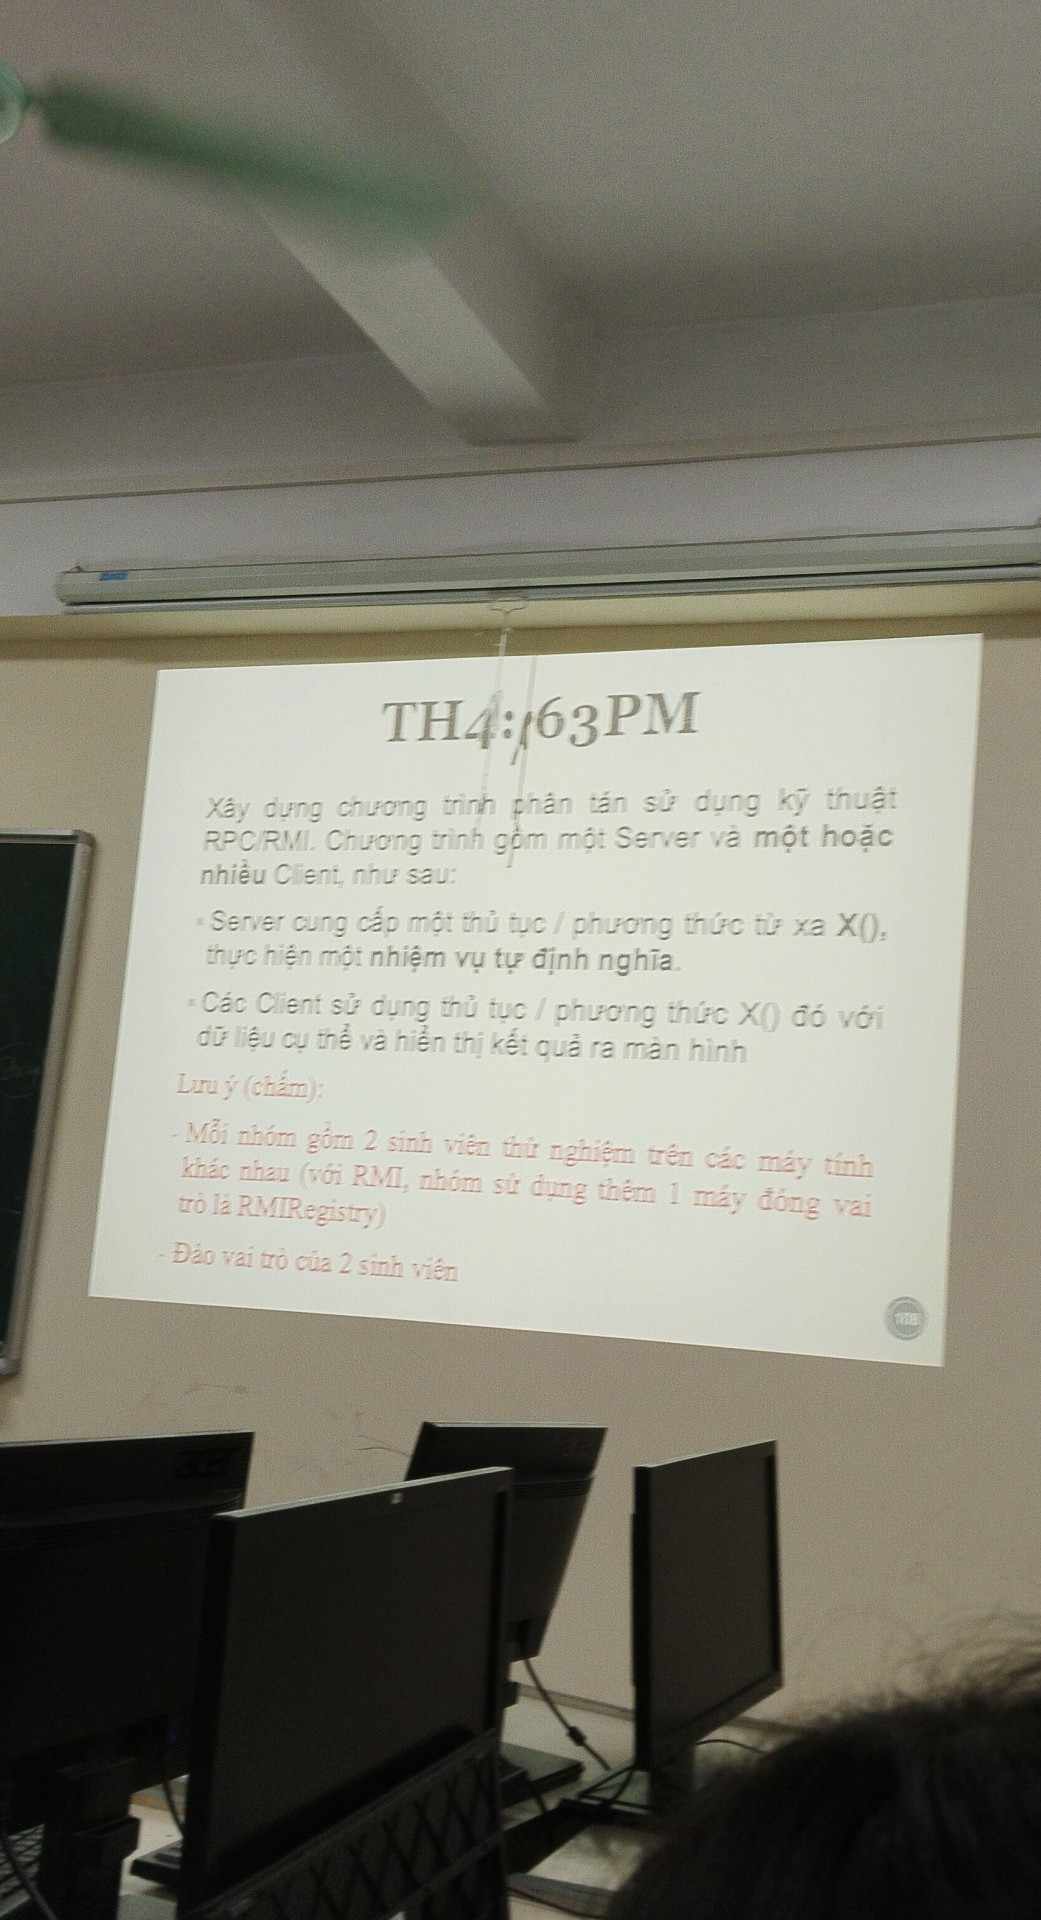 TH4: 63PM
Xây dựng chương trình phân tán sử dụng kỹ thuật
RPC/RMI. Chương trình gồm một Server và một hoặc
nhiều Client, như sau:
Server cung cấp một thủ tục / phương thức từ xa X(),
thực hiện một nhiệm vụ tự định nghĩa.
Các Client sử dụng thủ tục / phương thức X() đó với
dữ liệu cụ thể và hiển thị kết quả ra màn hình
Lưu ý (chấm):
- Mỗi nhóm gồm 2 sinh viên thử nghiệm trên các máy tính
khác nhau (với RMI, nhóm sử dụng thêm 1 máy đóng vai
trò là RMIRegistry)
- Đảo vai trò của 2 sinh viên